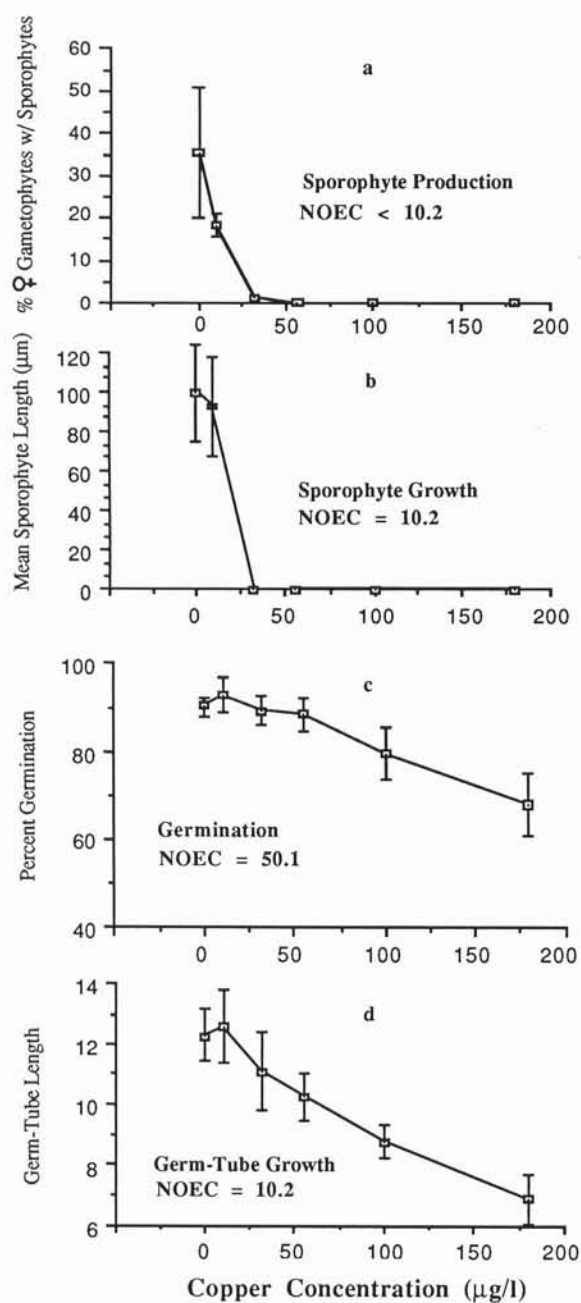 % ♀ Gametophytes w/ Sporophytes
60
50
40
30
20
10
0
a
Sporophyte Production
NOEC < 10.2
0
50
100
150
200
Mean Sporophyte Length (µm)
120
100
80
60
40
20
0
b
Sporophyte Growth
NOEC = 10.2
0
50
100
150
200
Percent Germination
100
80
60
40
c
Germination
NOEC = 50.1
0
50
100
150
200
Germ-Tube Length
14
12
10
8
6
d
Germ-Tube Growth
NOEC = 10.2
0
50
100
150
200
Copper Concentration (µg/l)